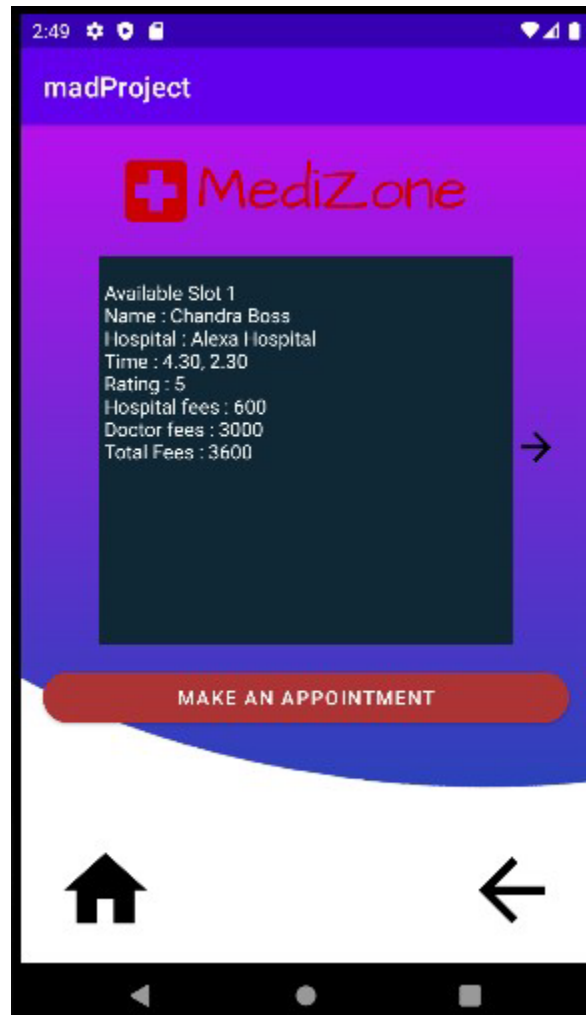 2:49
madProject
MediZone
Available Slot 1
Name : Chandra Boss
Hospital : Alexa Hospital
Time : 4.30, 2.30
Rating : 5
Hospital fees : 600
Doctor fees : 3000
Total Fees : 3600
MAKE AN APPOINTMENT